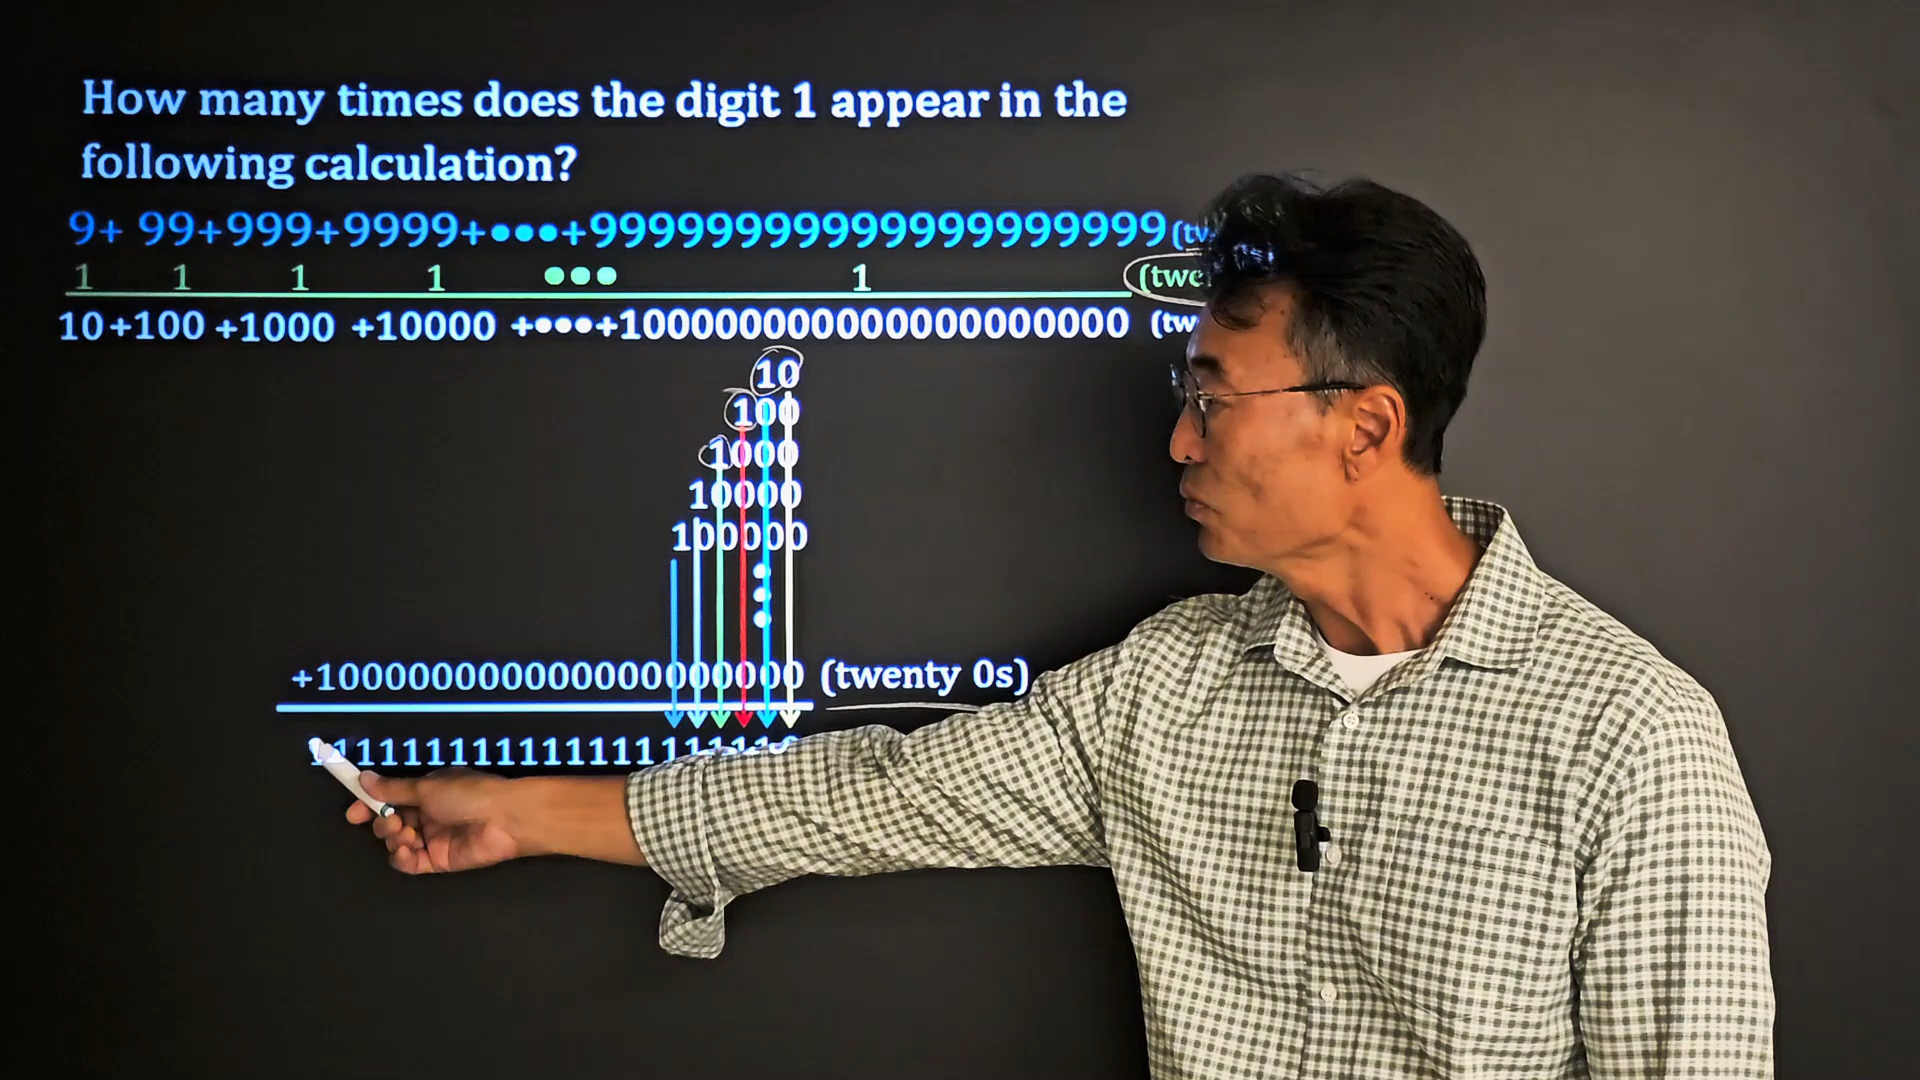 How many times does the digit 1 appear in the
following calculation?
9+ 99+999+9999+•••+99999999999999999999
1 1 1 1 ••• 1
10 +100 +1000 +10000 +•••+100000000000000000000
10
100
1000
10000
100000
+100000000000000000000 (twenty 0s)